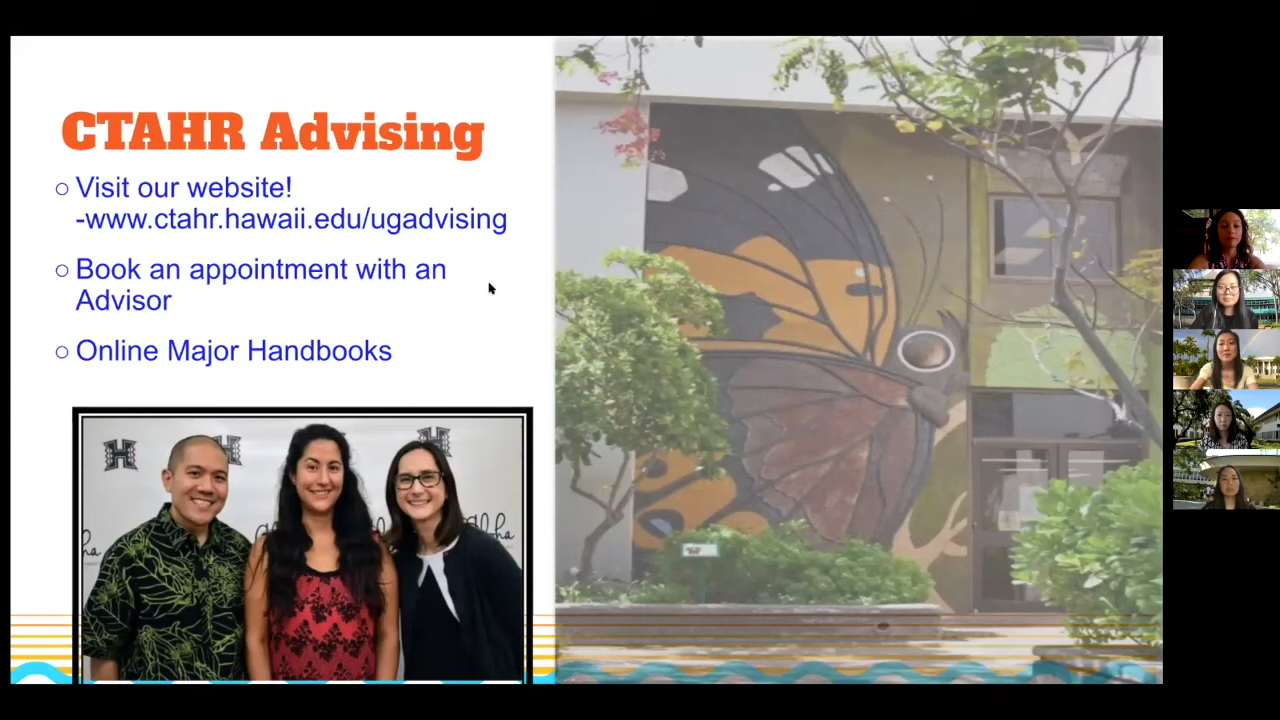 CTAHR Advising
○ Visit our website!
-www.ctahr.hawaii.edu/ugadvising
○ Book an appointment with an
Advisor
○ Online Major Handbooks
H H H